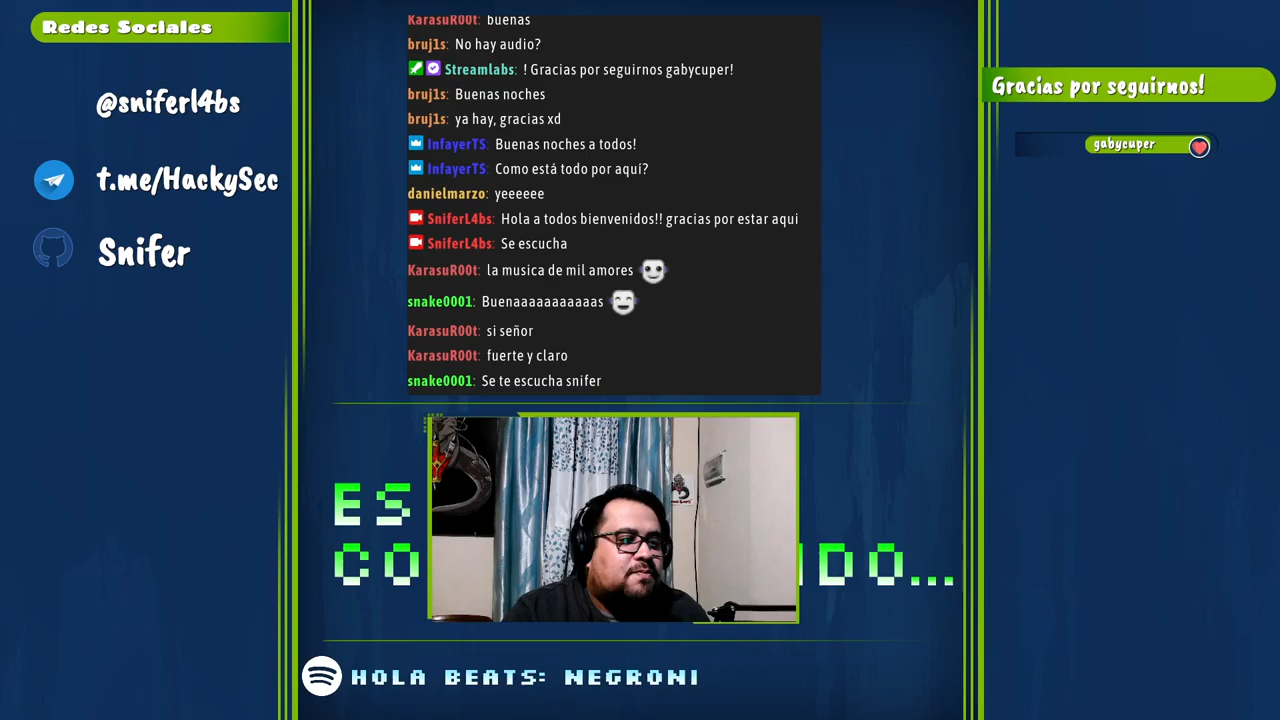 Redes Sociales
@snifer14bs
t.me/HackySec
Snifer
KarasuR00t: buenas
bruj1s: No hay audio?
Streamlabs: ! Gracias por seguirnos gabycuper!
bruj1s: Buenas noches
bruj1s: ya hay, gracias xd
InfayerTS: Buenas noches a todos!
InfayerTS: Como está todo por aquí?
danielmarzo: yeeeeee
SniferL4bs: Hola a todos bienvenidos!! gracias por estar aqui
SniferL4bs: Se escucha
KarasuR00t: la musica de mil amores
snake0001: Buenaaaaaaaaaaas
KarasuR00t: si señor
KarasuR00t: fuerte y claro
snake0001: Se te escucha snifer
ES
CO NDO...
HOLA BEATS: NEGRONI
Gracias por seguirnos!
gabycuper